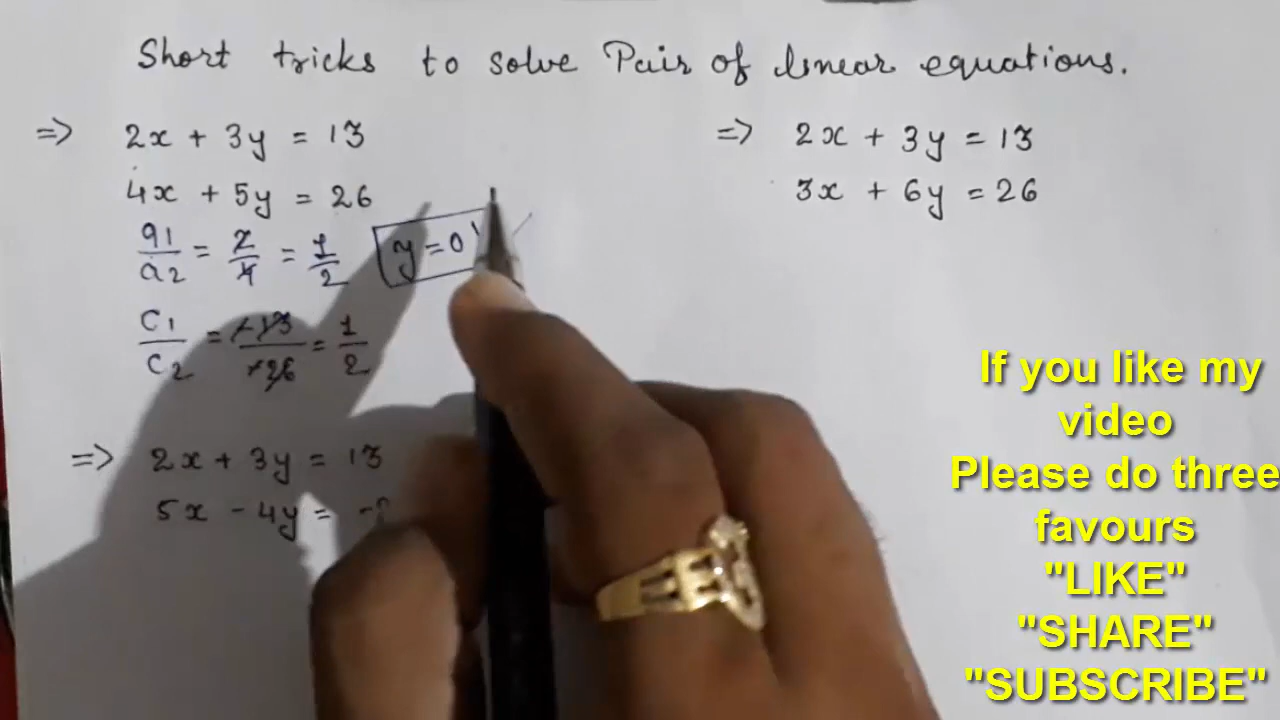 Short tricks to solve Pair of linear equations.
=> 2x + 3y = 13
4x + 5y = 26
a1/a2 = 2/4 = 1/2
y=0
C1/C2 = -13/-26 = 1/2
=> 2x + 3y = 13
5x - 4y =
=> 2x + 3y = 13
3x + 6y = 26
If you like my
video
Please do three
favours
"LIKE"
"SHARE"
"SUBSCRIBE"